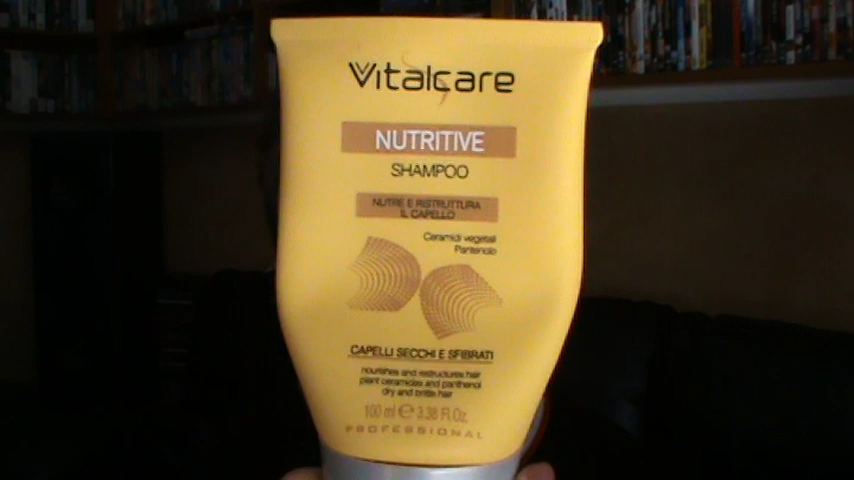 Vitalcare
NUTRITIVE
SHAMPOO
NUTRE E RISTRUTTURA
IL CAPELLO
Ceramidi vegetali
Pantenolo
CAPELLI SECCHI E SFIBRATI
nourishes and restructures hair
plant ceramides and panthenol
dry and brittle hair
100 ml ℮ 3.38 Fl.Oz.
PROFESSIONAL